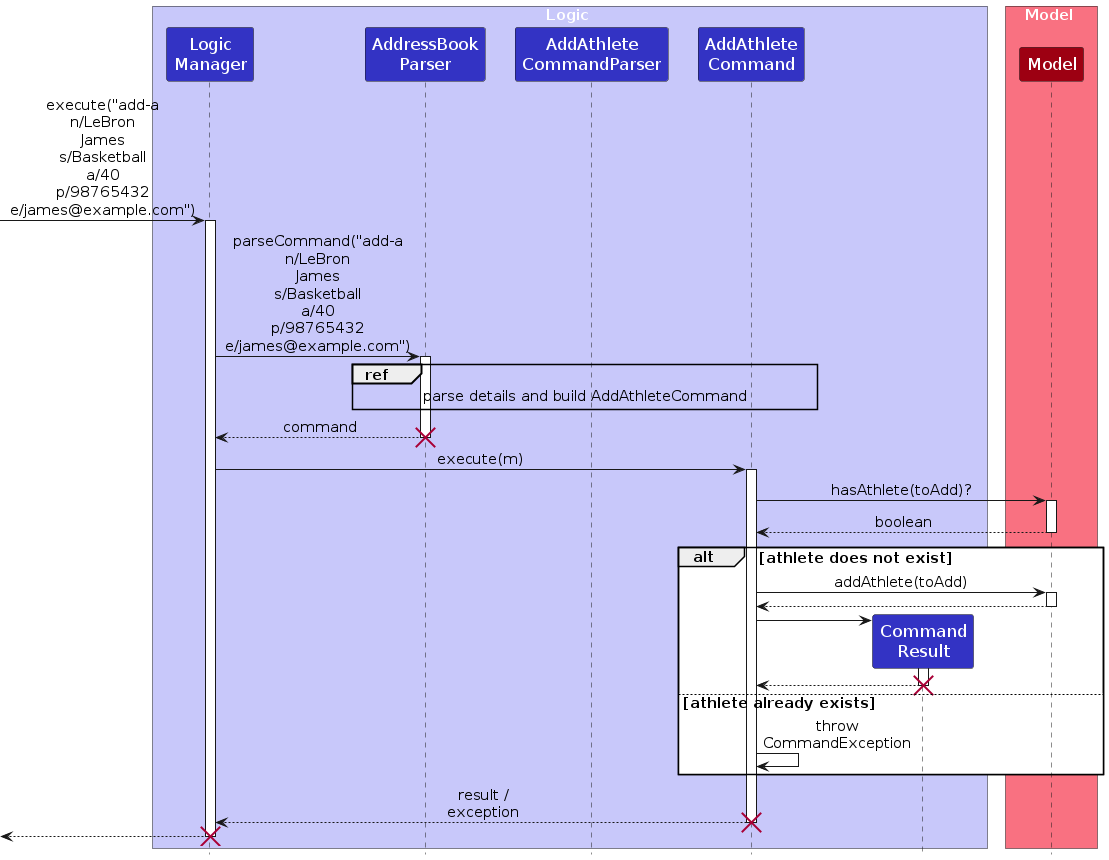 Logic
Model
Logic
Manager
AddressBook
Parser
AddAthlete
CommandParser
AddAthlete
Command
Model
execute("add-a
n/LeBron
James
s/Basketball
a/40
p/98765432
e/james@example.com")
parseCommand("add-a
n/LeBron
James
s/Basketball
a/40
p/98765432
e/james@example.com")
ref
parse details and build AddAthleteCommand
command
execute(m)
hasAthlete(toAdd)?
boolean
alt
[athlete does not exist]
addAthlete(toAdd)
Command
Result
[athlete already exists]
throw
CommandException
result /
exception